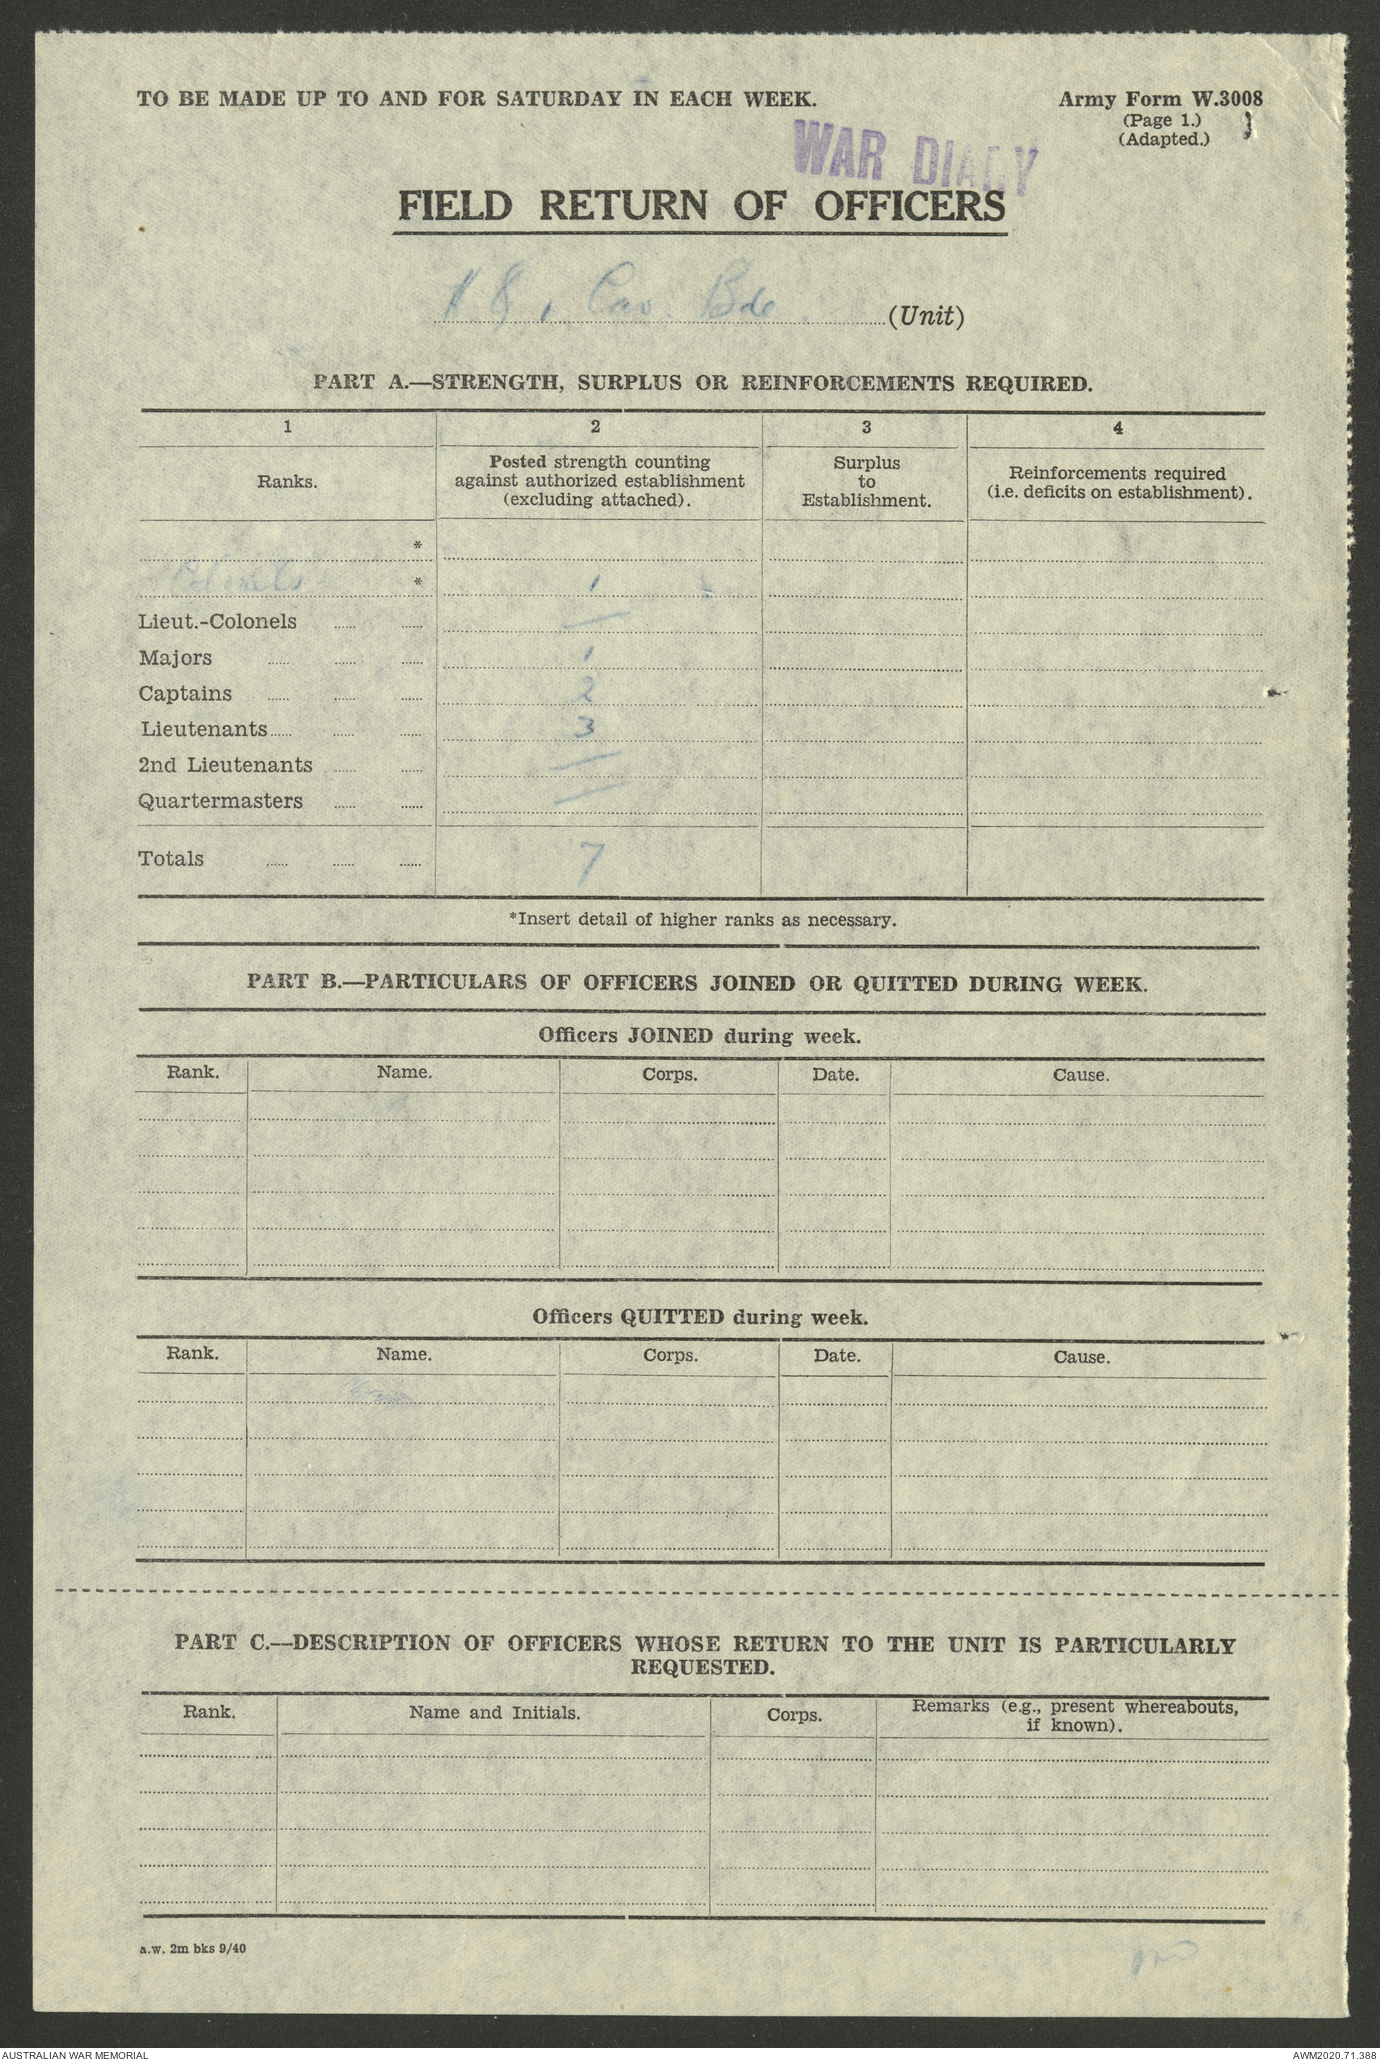 TO BE MADE UP TO AND FOR SATURDAY IN EACH WEEK.
Army Form W.3008
(Page 1.)
(Adapted.)
WAR DIARY
FIELD RETURN OF OFFICERS
Cav. Bde. (Unit)
PART A.—STRENGTH, SURPLUS OR REINFORCEMENTS REQUIRED.
1 2 3 4
Ranks.
Posted strength counting
against authorized establishment
(excluding attached).
Surplus
to
Establishment.
Reinforcements required
(i.e. deficits on establishment).
*
Colonels * 1
Lieut.-Colonels —
Majors 1
Captains 2
Lieutenants 3
2nd Lieutenants —
Quartermasters —
Totals 7
*Insert detail of higher ranks as necessary.
PART B.—PARTICULARS OF OFFICERS JOINED OR QUITTED DURING WEEK.
Officers JOINED during week.
Rank. Name. Corps. Date. Cause.
Officers QUITTED during week.
Rank. Name. Corps. Date. Cause.
PART C.—DESCRIPTION OF OFFICERS WHOSE RETURN TO THE UNIT IS PARTICULARLY
REQUESTED.
Rank. Name and Initials. Corps. Remarks (e.g., present whereabouts,
if known).
a.w. 2m bks 9/40
AUSTRALIAN WAR MEMORIAL
AWM2020.71.388